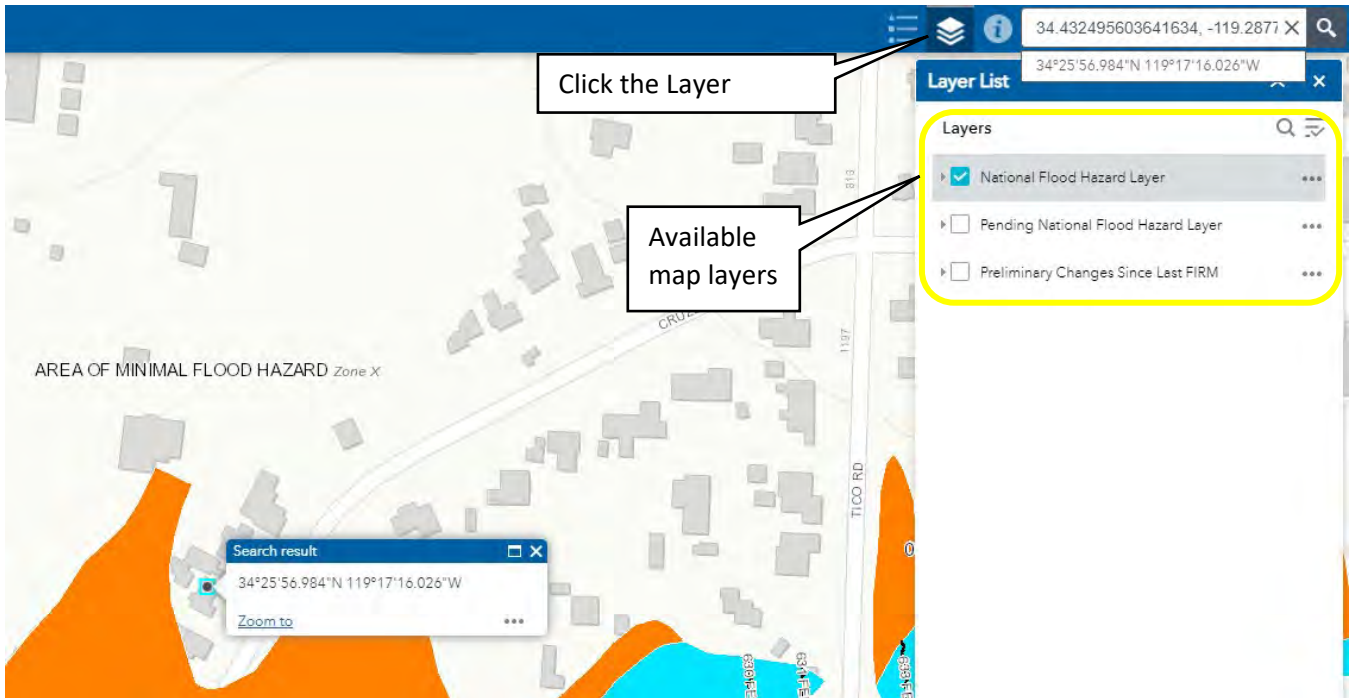 34.432495603641634, -119.2877
34°25'56.984"N 119°17'16.026"W
Click the Layer
Layer List
Layers
National Flood Hazard Layer
Pending National Flood Hazard Layer
Preliminary Changes Since Last FIRM
Available
map layers
813
1197
AREA OF MINIMAL FLOOD HAZARD Zone X
TICO RD
Search result
34°25'56.984"N 119°17'16.026"W
Zoom to